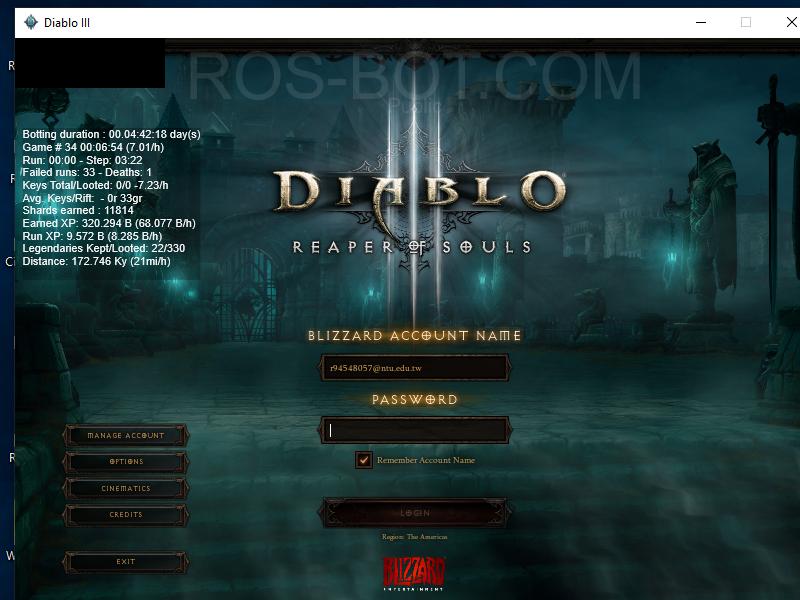 Diablo III
ROS-BOT.COM
Public
Botting duration : 00.04:42:18 day(s)
Game # 34 00:06:54 (7.01/h)
Run: 00:00 - Step: 03:22
Failed runs: 33 - Deaths: 1
Keys Total/Looted: 0/0 -7.23/h
Avg. Keys/Rift: - 0r 33gr
Shards earned : 11814
Earned XP: 320.294 B (68.077 B/h)
Run XP: 9.572 B (8.285 B/h)
Legendaries Kept/Looted: 22/330
Distance: 172.746 Ky (21mi/h)
DIABLO
REAPER OF SOULS
BLIZZARD ACCOUNT NAME
r94548057@ntu.edu.tw
PASSWORD
Remember Account Name
MANAGE ACCOUNT
OPTIONS
CINEMATICS
CREDITS
EXIT
LOGIN
Region: The Americas
BLIZZARD
ENTERTAINMENT